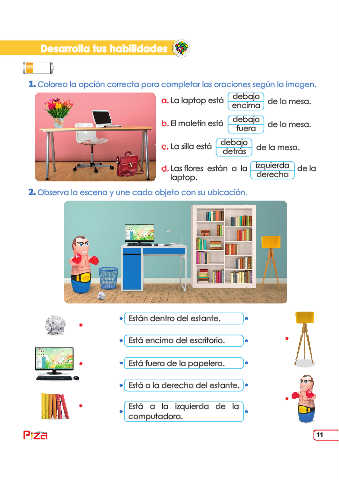 Desarrolla tus habilidades
1. Colorea la opción correcta para completar las oraciones según la imagen.
a. La laptop está debajo encima de la mesa.
b. El maletín está debajo fuera de la mesa.
c. La silla está debajo detrás de la mesa.
d. Las flores están a la izquierda derecha de la
laptop.
2. Observa la escena y une cada objeto con su ubicación.
Están dentro del estante.
Está encima del escritorio.
Está fuera de la papelera.
Está a la derecha del estante.
Está a la izquierda de la
computadora.
Piza
11